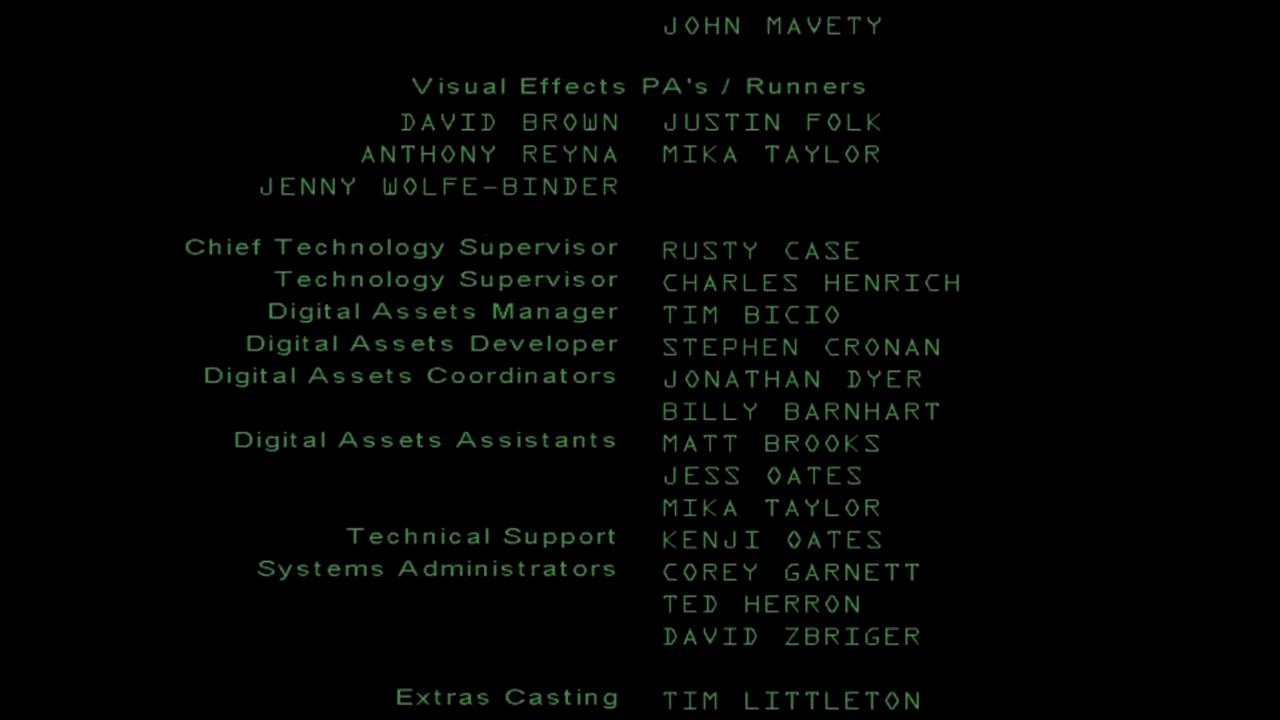 JOHN MAVETY
Visual Effects PA's / Runners
DAVID BROWN JUSTIN FOLK
ANTHONY REYNA MIKA TAYLOR
JENNY WOLFE-BINDER
Chief Technology Supervisor RUSTY CASE
Technology Supervisor CHARLES HENRICH
Digital Assets Manager TIM BICIO
Digital Assets Developer STEPHEN CRONAN
Digital Assets Coordinators JONATHAN DYER
BILLY BARNHART
Digital Assets Assistants MATT BROOKS
JESS OATES
MIKA TAYLOR
Technical Support KENJI OATES
Systems Administrators COREY GARNETT
TED HERRON
DAVID ZBRIGER
Extras Casting TIM LITTLETON